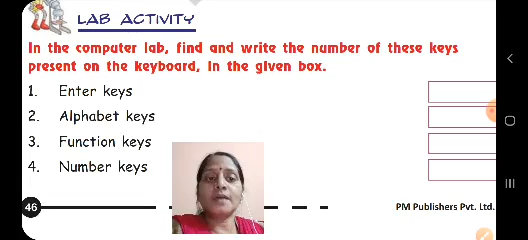 LAB ACTIVITY
In the computer lab, find and write the number of these keys
present on the keyboard, in the given box.
1. Enter keys
2. Alphabet keys
3. Function keys
4. Number keys
46
PM Publishers Pvt. Ltd.